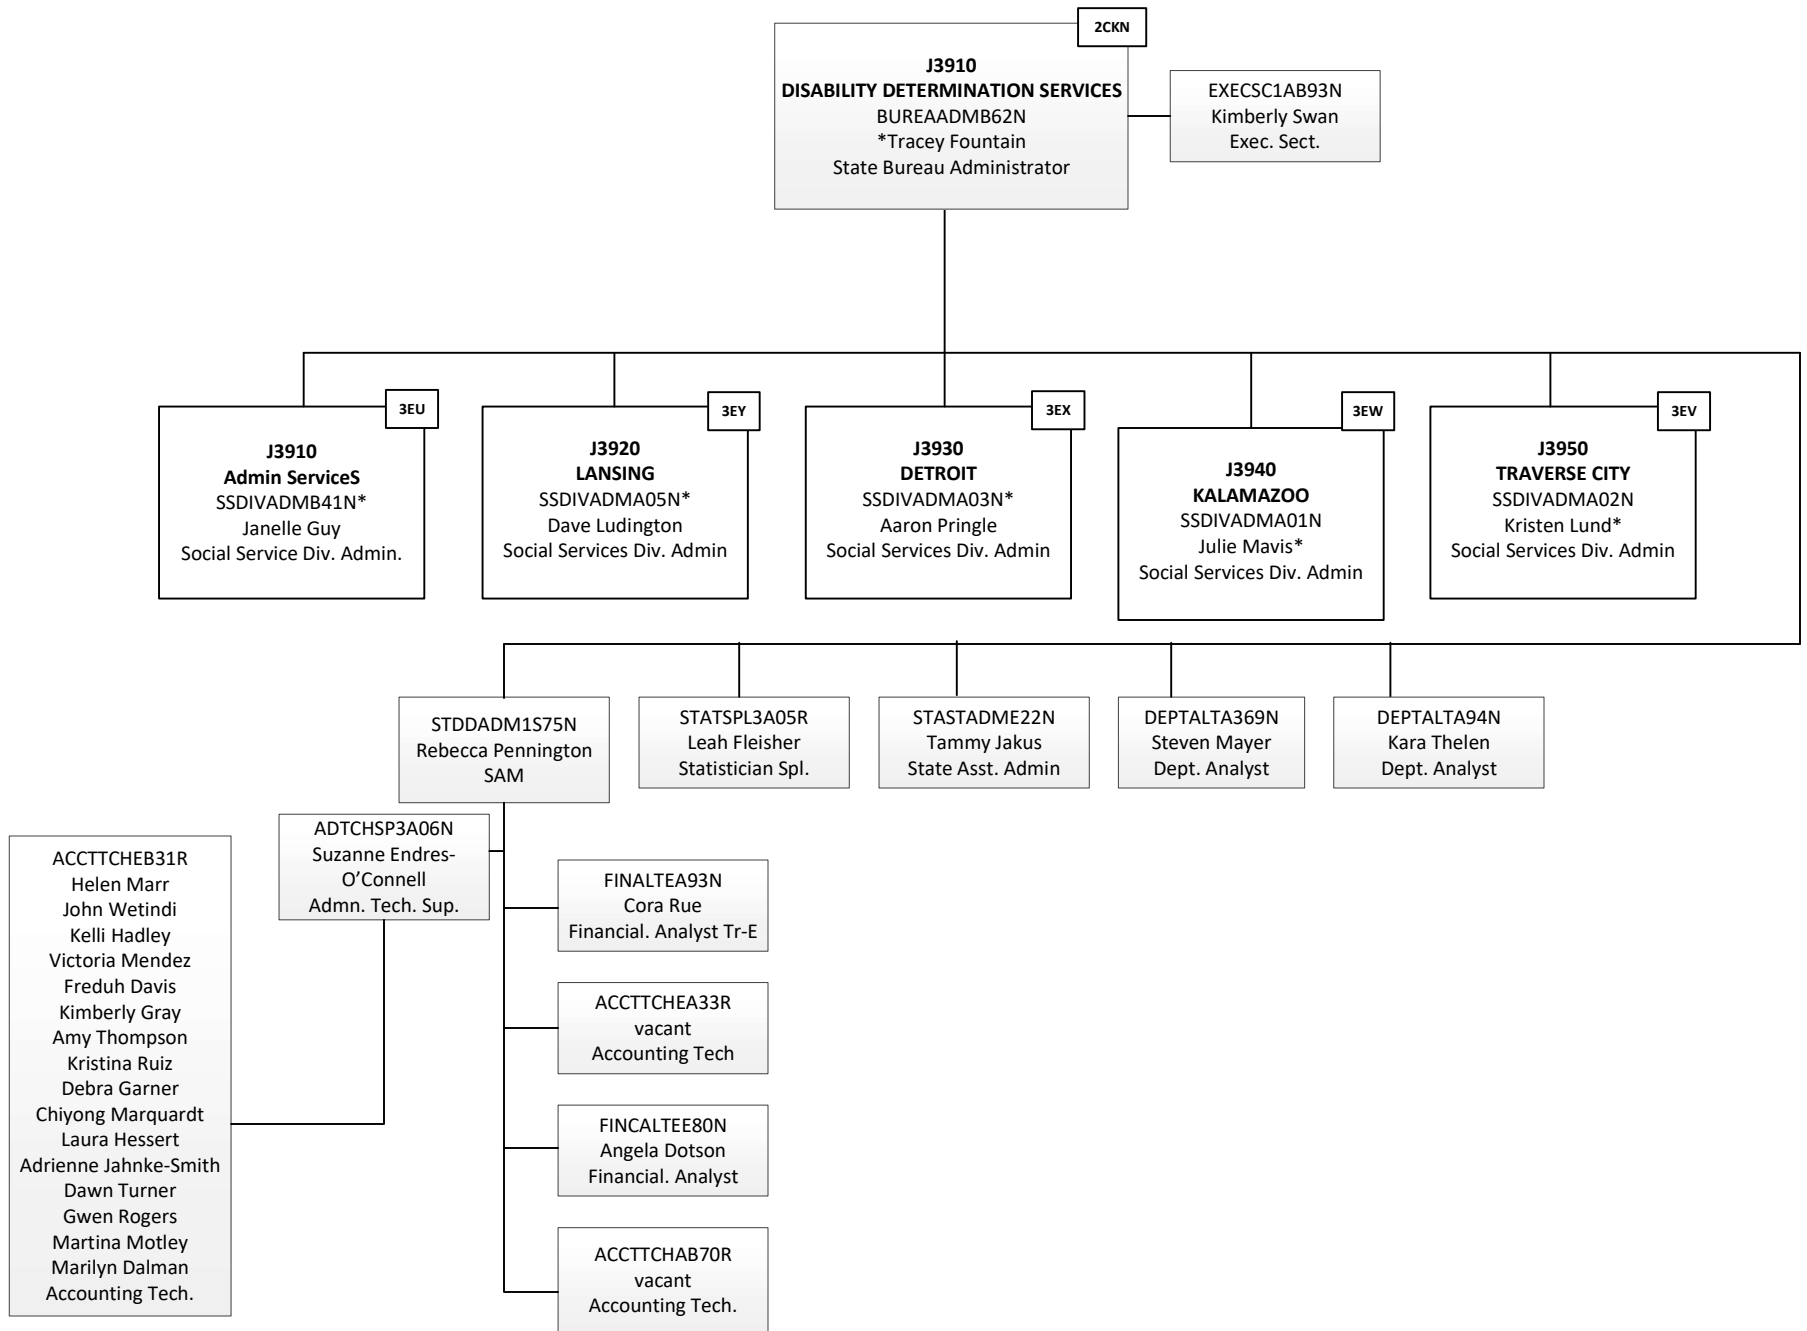 2CKN
J3910
DISABILITY DETERMINATION SERVICES
BUREAADMB62N
*Tracey Fountain
State Bureau Administrator
EXECSC1AB93N
Kimberly Swan
Exec. Sect.
3EU
J3910
Admin ServiceS
SSDIVADMB41N*
Janelle Guy
Social Service Div. Admin.
3EY
J3920
LANSING
SSDIVADMA05N*
Dave Ludington
Social Services Div. Admin
3EX
J3930
DETROIT
SSDIVADMA03N*
Aaron Pringle
Social Services Div. Admin
3EW
J3940
KALAMAZOO
SSDIVADMA01N
Julie Mavis*
Social Services Div. Admin
3EV
J3950
TRAVERSE CITY
SSDIVADMA02N
Kristen Lund*
Social Services Div. Admin
STDDADM1S75N
Rebecca Pennington
SAM
STATSPL3A05R
Leah Fleisher
Statistician Spl.
STASTADME22N
Tammy Jakus
State Asst. Admin
DEPTALTA369N
Steven Mayer
Dept. Analyst
DEPTALTA94N
Kara Thelen
Dept. Analyst
ADTCHSP3A06N
Suzanne Endres-
O’Connell
Admn. Tech. Sup.
ACCTTCHEB31R
Helen Marr
John Wetindi
Kelli Hadley
Victoria Mendez
Freduh Davis
Kimberly Gray
Amy Thompson
Kristina Ruiz
Debra Garner
Chiyong Marquardt
Laura Hessert
Adrienne Jahnke-Smith
Dawn Turner
Gwen Rogers
Martina Motley
Marilyn Dalman
Accounting Tech.
FINALTEA93N
Cora Rue
Financial. Analyst Tr-E
ACCTTCHEA33R
vacant
Accounting Tech
FINCALTEE80N
Angela Dotson
Financial. Analyst
ACCTTCHAB70R
vacant
Accounting Tech.